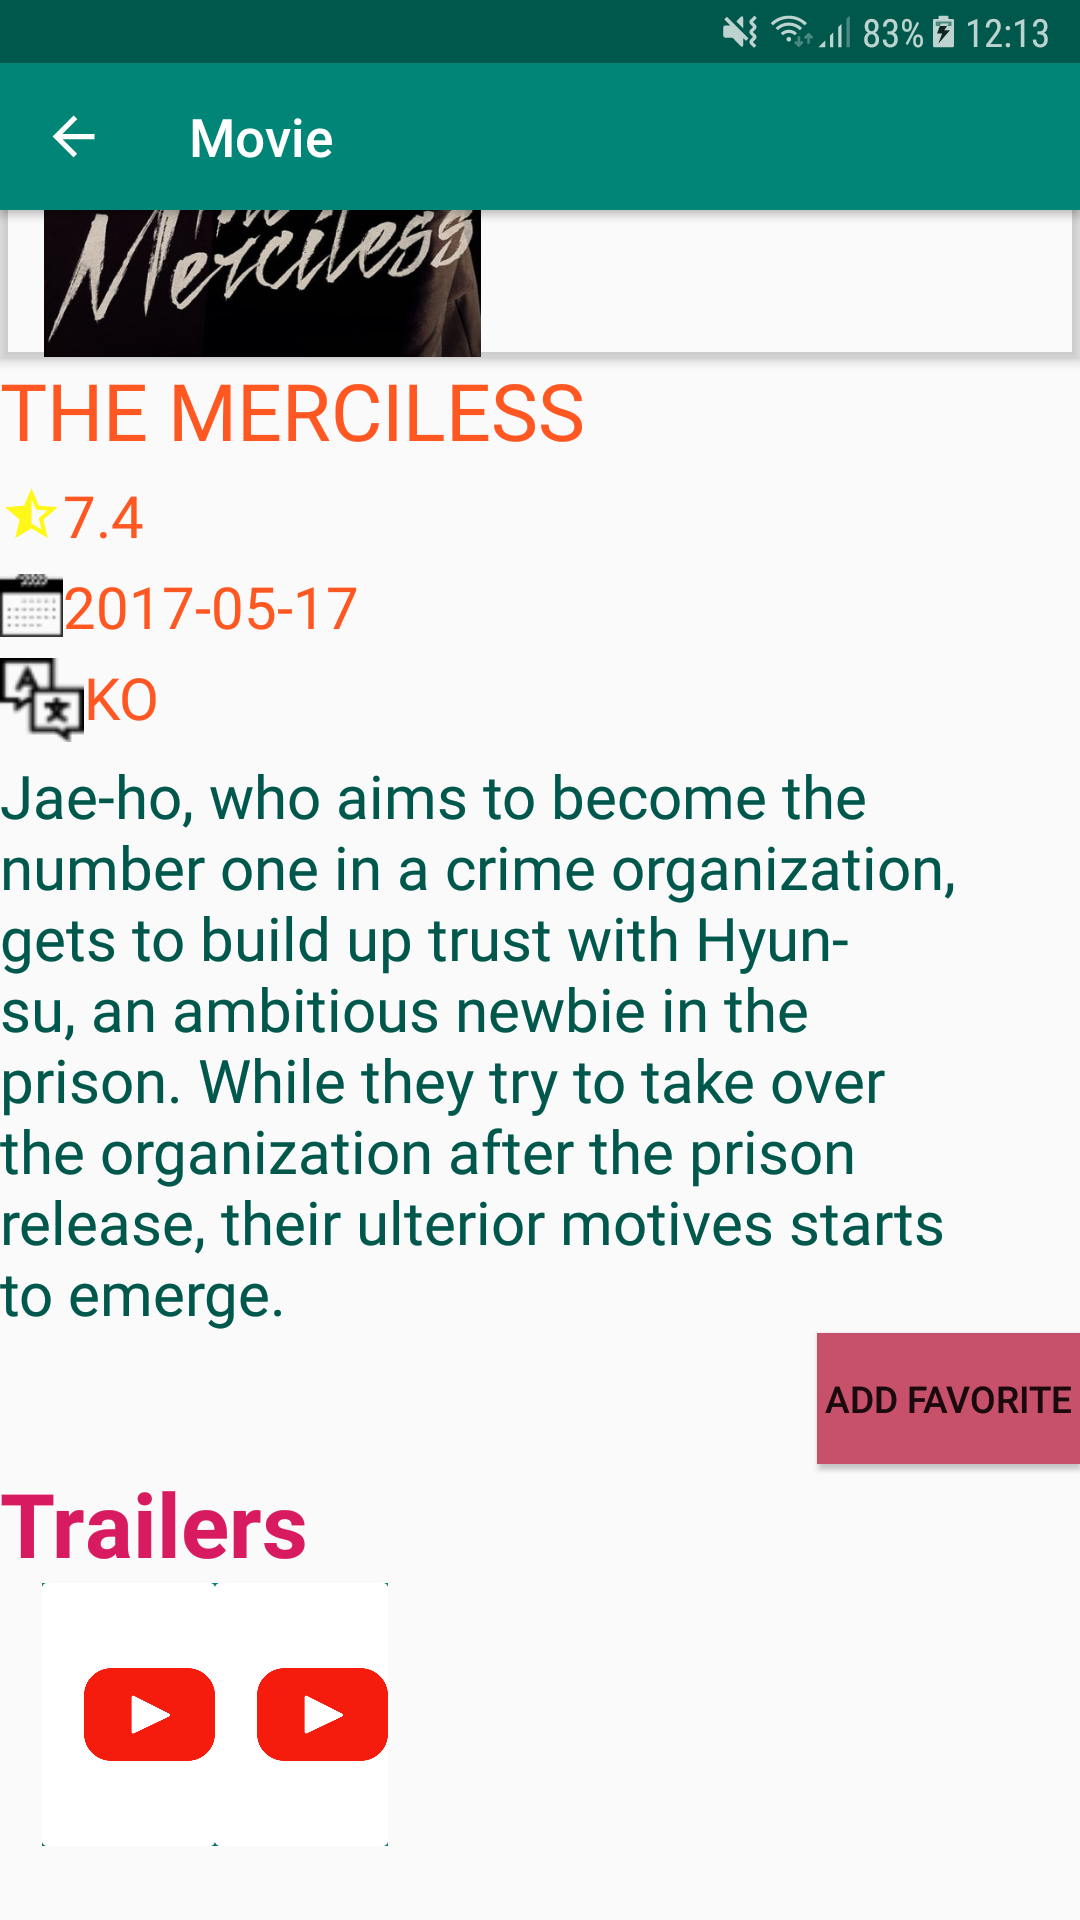 83% 12:13
Movie
The
Merciless
THE MERCILESS
7.4
2017-05-17
KO
Jae-ho, who aims to become the
number one in a crime organization,
gets to build up trust with Hyun-
su, an ambitious newbie in the
prison. While they try to take over
the organization after the prison
release, their ulterior motives starts
to emerge.
ADD FAVORITE
Trailers